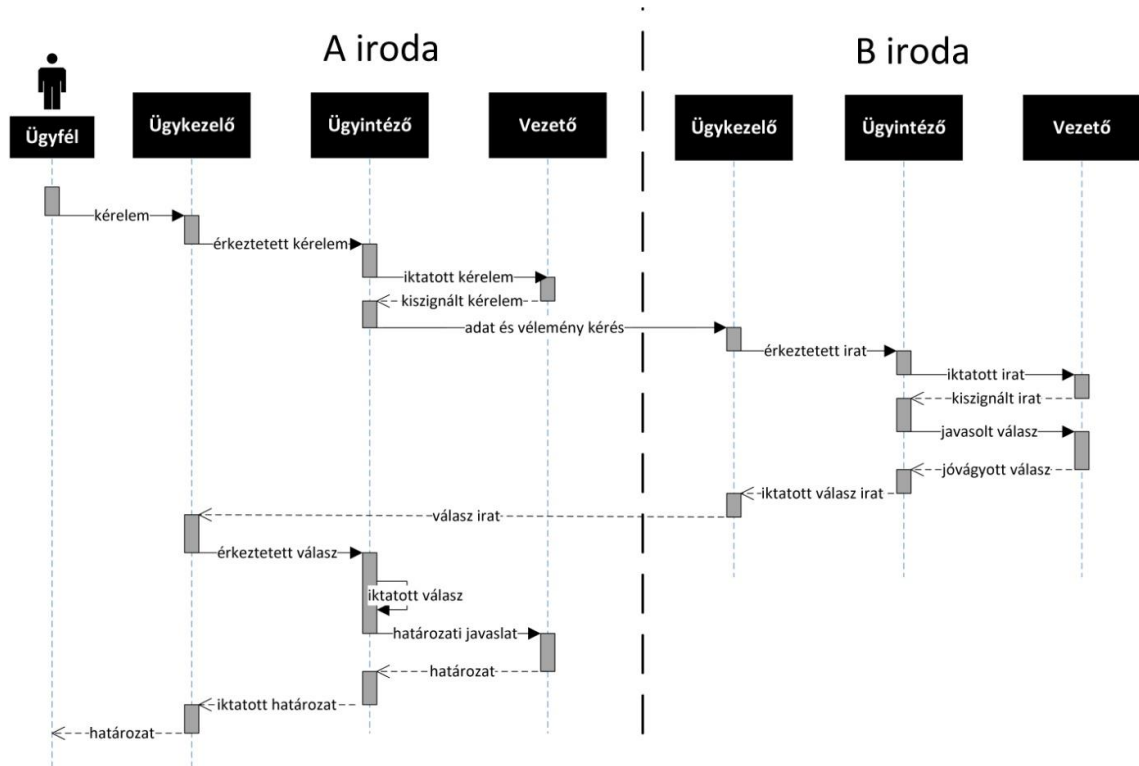 A iroda
B iroda
Ügyfél
Ügykezelő
Ügyintéző
Vezető
Ügykezelő
Ügyintéző
Vezető
kérelem
érkeztetett kérelem
iktatott kérelem
kiszignált kérelem
adat és vélemény kérés
érkeztetett irat
iktatott irat
kiszignált irat
javasolt válasz
jóvágyott válasz
iktatott válasz irat
válasz irat
érkeztetett válasz
iktatott válasz
határozati javaslat
határozat
iktatott határozat
határozat